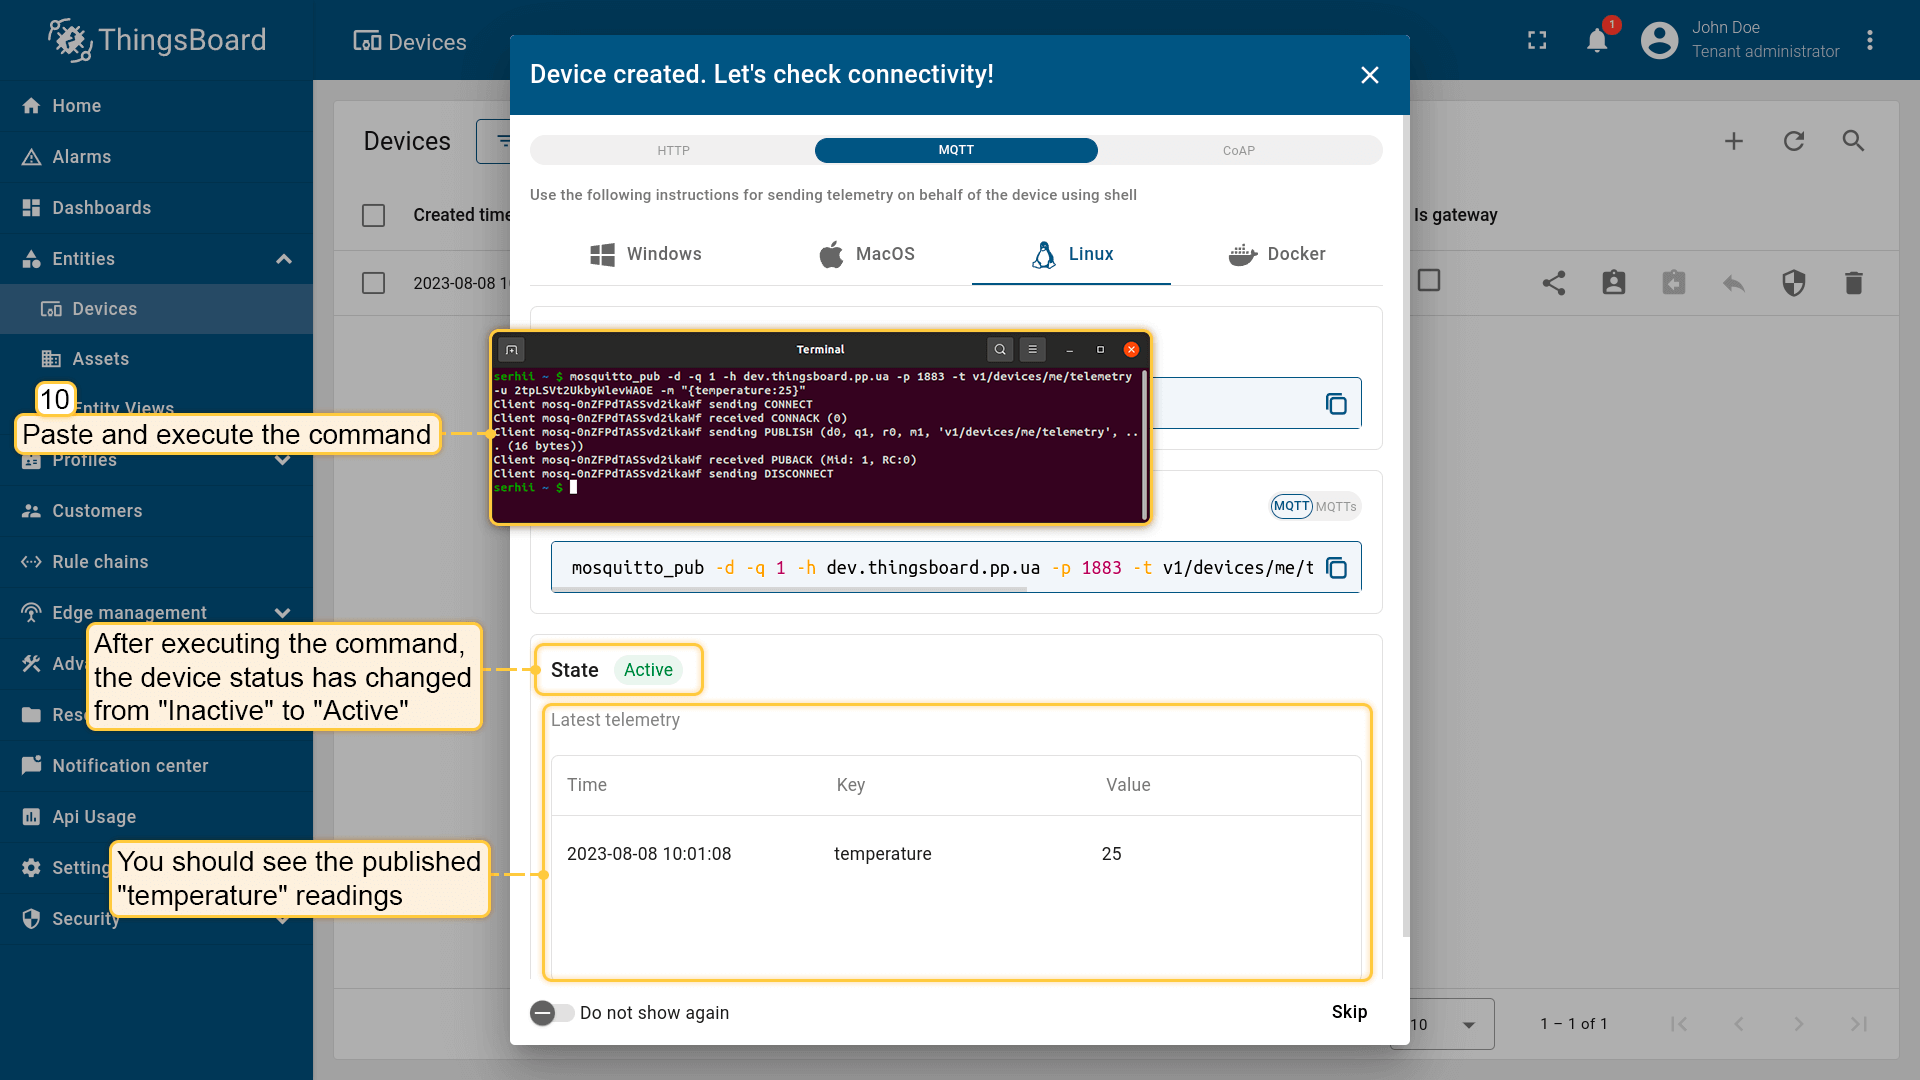 ThingsBoard
Devices
1
John Doe
Tenant administrator
Home
Alarms
Dashboards
Entities
Devices
Assets
Entity Views
Profiles
Customers
Rule chains
Edge management
Notification center
Api Usage
Security
Devices
Created time
Is gateway
2023-08-08 1
10
1 – 1 of 1
Device created. Let's check connectivity!
HTTP
MQTT
CoAP
Use the following instructions for sending telemetry on behalf of the device using shell
Windows
MacOS
Linux
Docker
Terminal
serhii ~ $ mosquitto_pub -d -q 1 -h dev.thingsboard.pp.ua -p 1883 -t v1/devices/me/telemetry
-u 2tpLSVt2UkbyWlevWAOE -m "{temperature:25}"
Client mosq-0nZFPdTASSvd2ikaWf sending CONNECT
Client mosq-0nZFPdTASSvd2ikaWf received CONNACK (0)
Client mosq-0nZFPdTASSvd2ikaWf sending PUBLISH (d0, q1, r0, m1, 'v1/devices/me/telemetry', ..
. (16 bytes))
Client mosq-0nZFPdTASSvd2ikaWf received PUBACK (Mid: 1, RC:0)
Client mosq-0nZFPdTASSvd2ikaWf sending DISCONNECT
serhii ~ $
10
Paste and execute the command
MQTT
MQTTs
mosquitto_pub -d -q 1 -h dev.thingsboard.pp.ua -p 1883 -t v1/devices/me/t
After executing the command,
the device status has changed
from "Inactive" to "Active"
State
Active
Latest telemetry
Time
Key
Value
2023-08-08 10:01:08
temperature
25
You should see the published
"temperature" readings
Do not show again
Skip